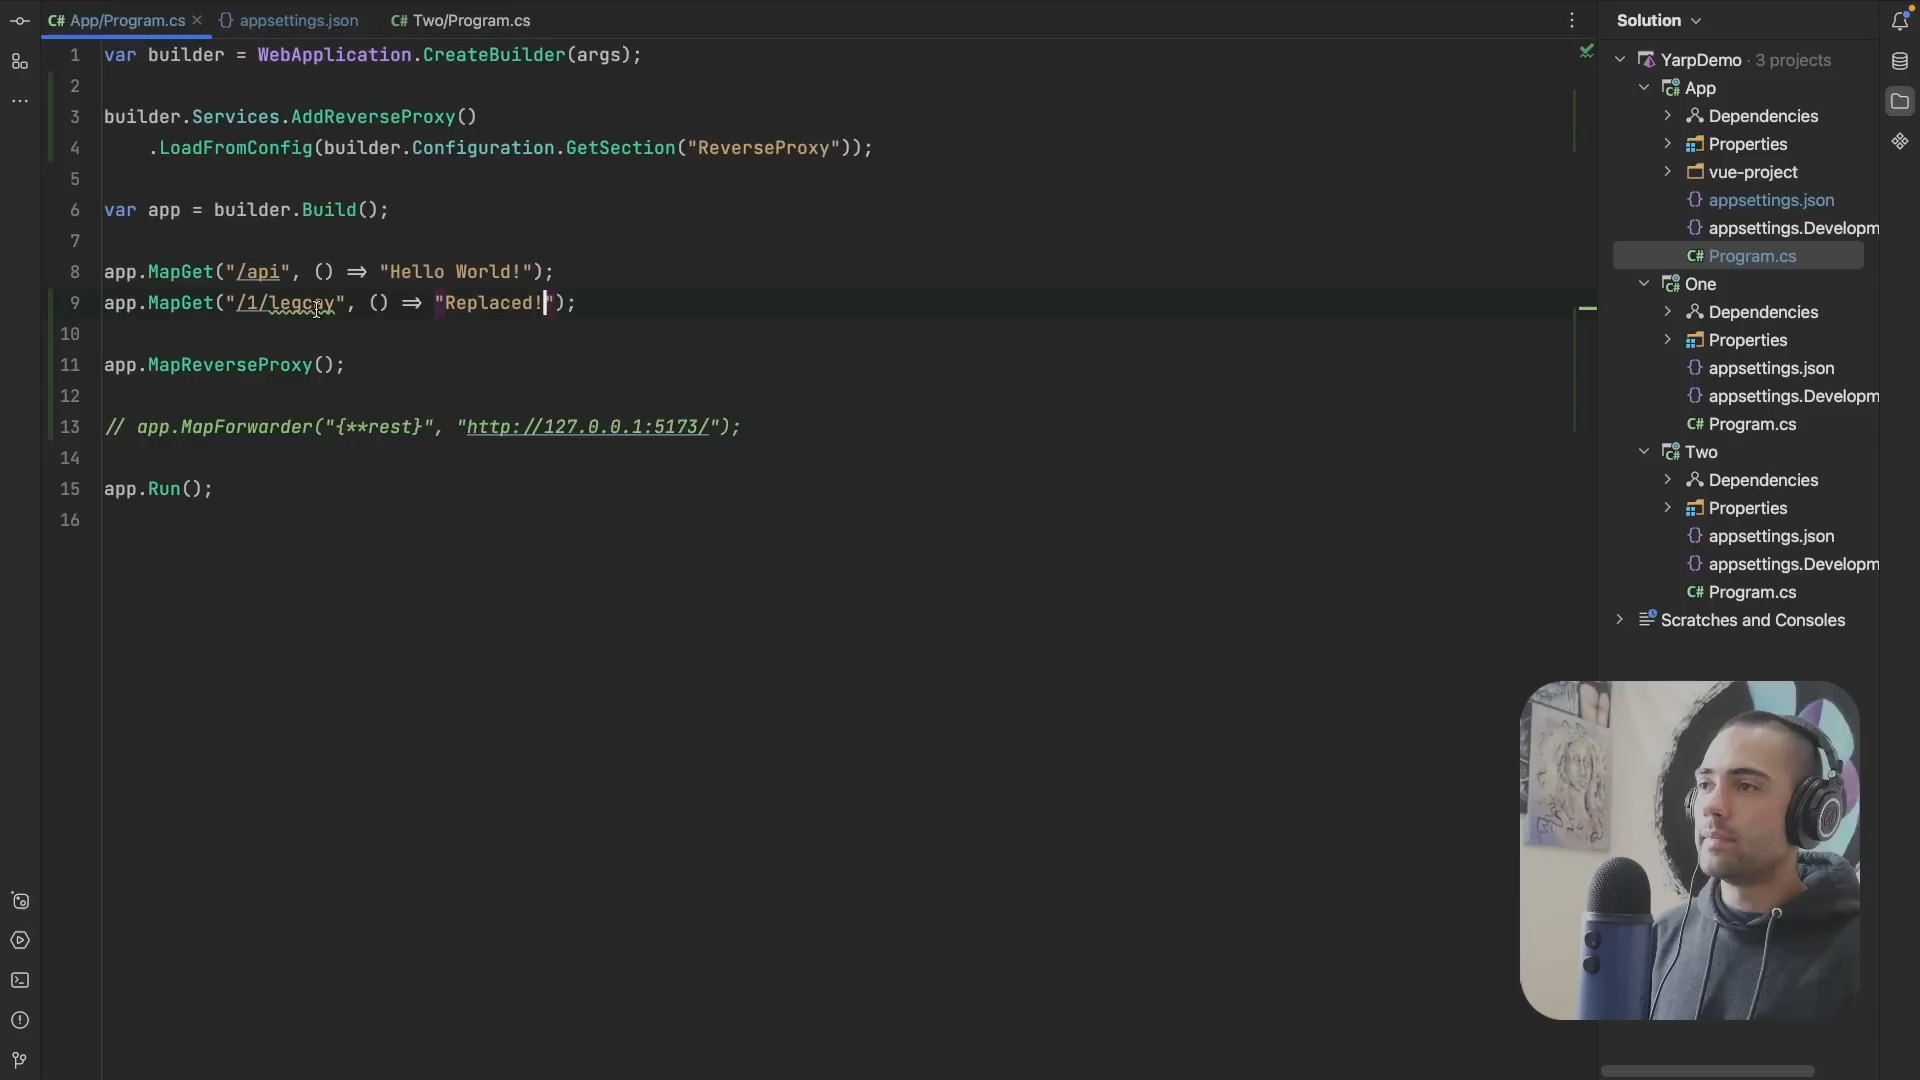 App/Program.cs
appsettings.json
C# Two/Program.cs
Solution
1 var builder = WebApplication.CreateBuilder(args);
2
3 builder.Services.AddReverseProxy()
4 .LoadFromConfig(builder.Configuration.GetSection("ReverseProxy"));
5
6 var app = builder.Build();
7
8 app.MapGet("/api", () => "Hello World!");
9 app.MapGet("/1/legcay", () => "Replaced!");
10
11 app.MapReverseProxy();
12
13 // app.MapForwarder("{**rest}", "http://127.0.0.1:5173/");
14
15 app.Run();
16
YarpDemo · 3 projects
App
Dependencies
Properties
vue-project
appsettings.json
appsettings.Developm
C# Program.cs
One
Dependencies
Properties
appsettings.json
appsettings.Developm
C# Program.cs
Two
Dependencies
Properties
appsettings.json
appsettings.Developm
C# Program.cs
Scratches and Consoles